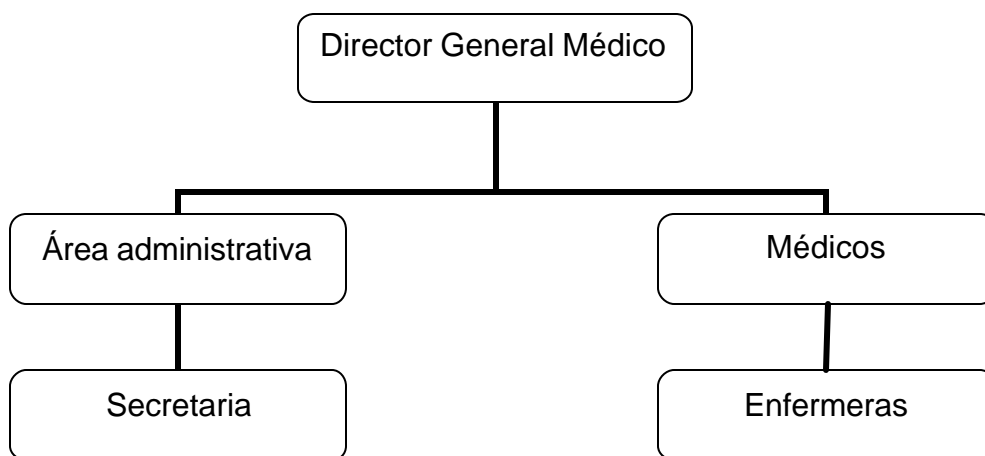 Director General Médico
Área administrativa
Médicos
Secretaria
Enfermeras